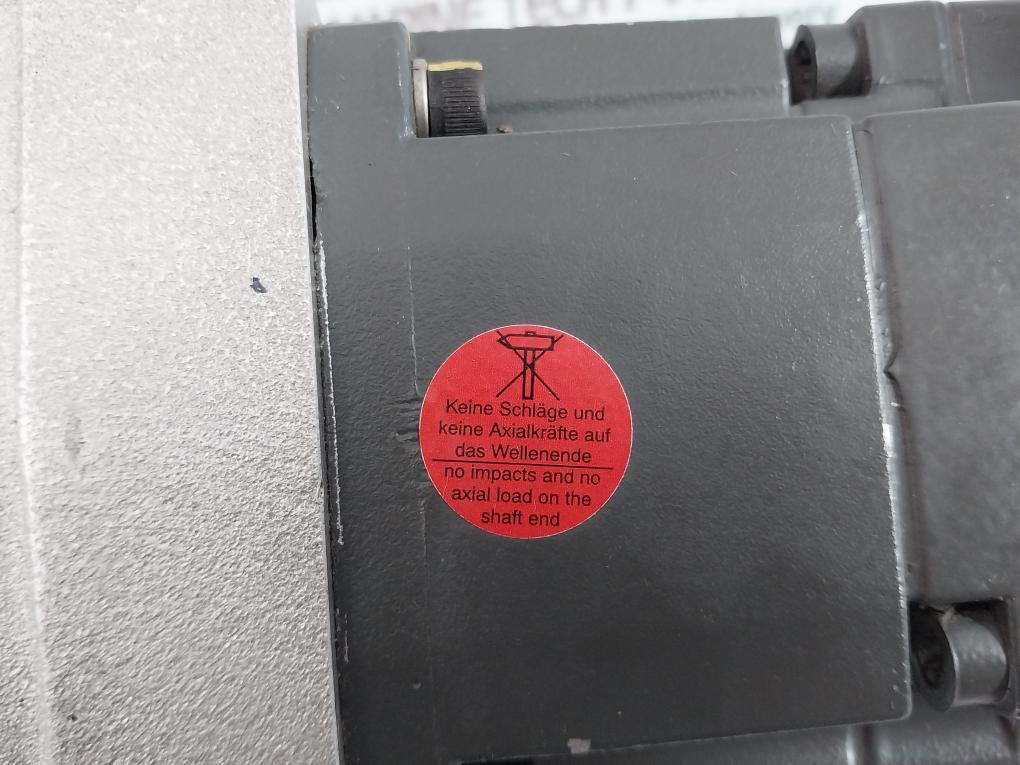 Keine Schläge und
keine Axialkräfte auf
das Wellenende
no impacts and no
axial load on the
shaft end